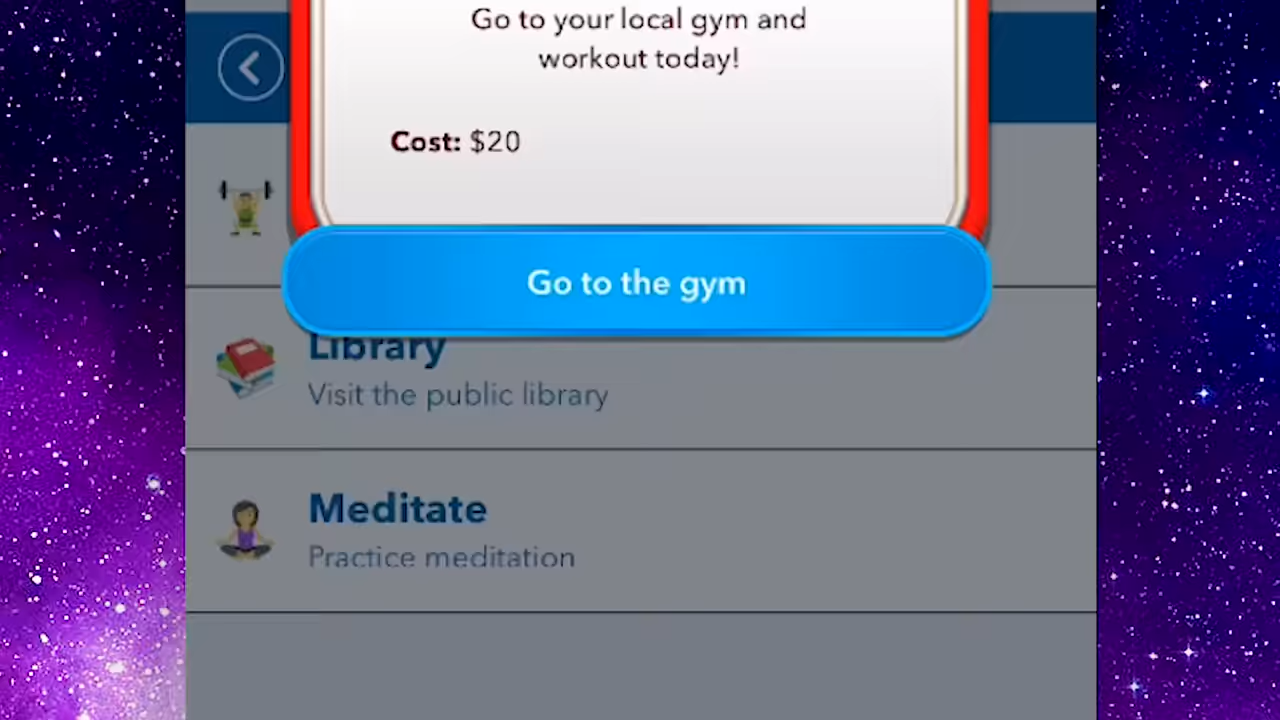 Go to your local gym and
workout today!
Cost: $20
Go to the gym
Library
Visit the public library
Meditate
Practice meditation